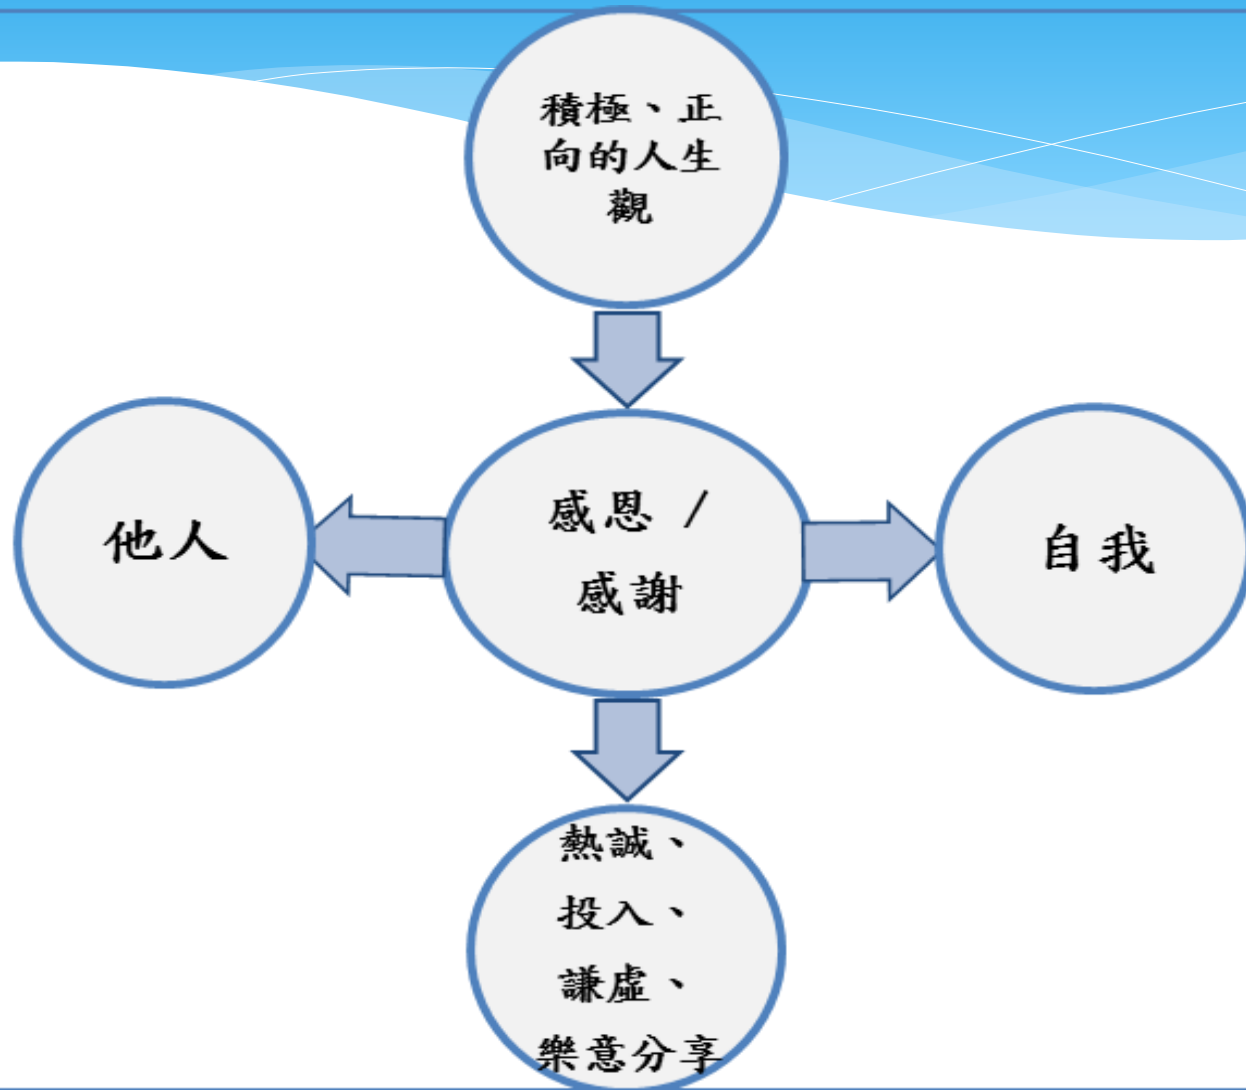 積極、正
向的人生
觀
他人
感恩 /
感謝
自我
熱誠、
投入、
謙虛、
樂意分享